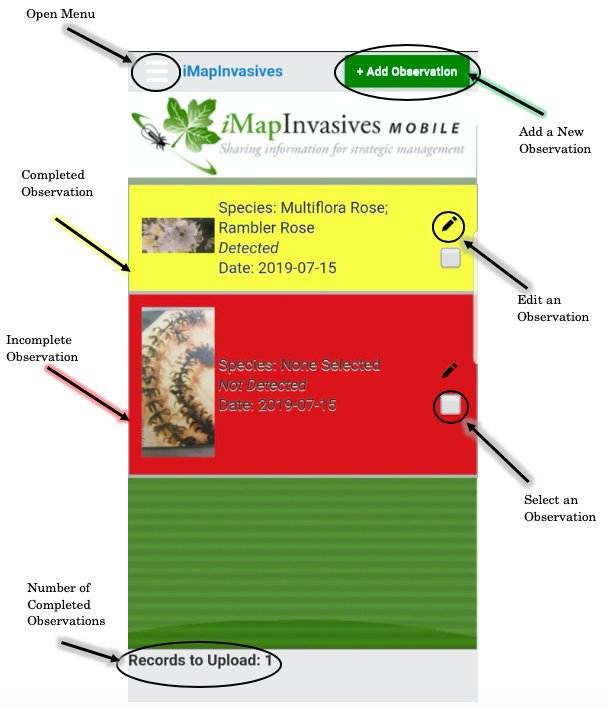 Open Menu
iMapInvasives
+ Add Observation
Add a New
Observation
iMapInvasives MOBILE
Sharing information for strategic management
Completed
Observation
Species: Multiflora Rose;
Rambler Rose
Detected
Date: 2019-07-15
Edit an
Observation
Incomplete
Observation
Species: None Selected
Not Detected
Date: 2019-07-15
Select an
Observation
Number of
Completed
Observations
Records to Upload: 1